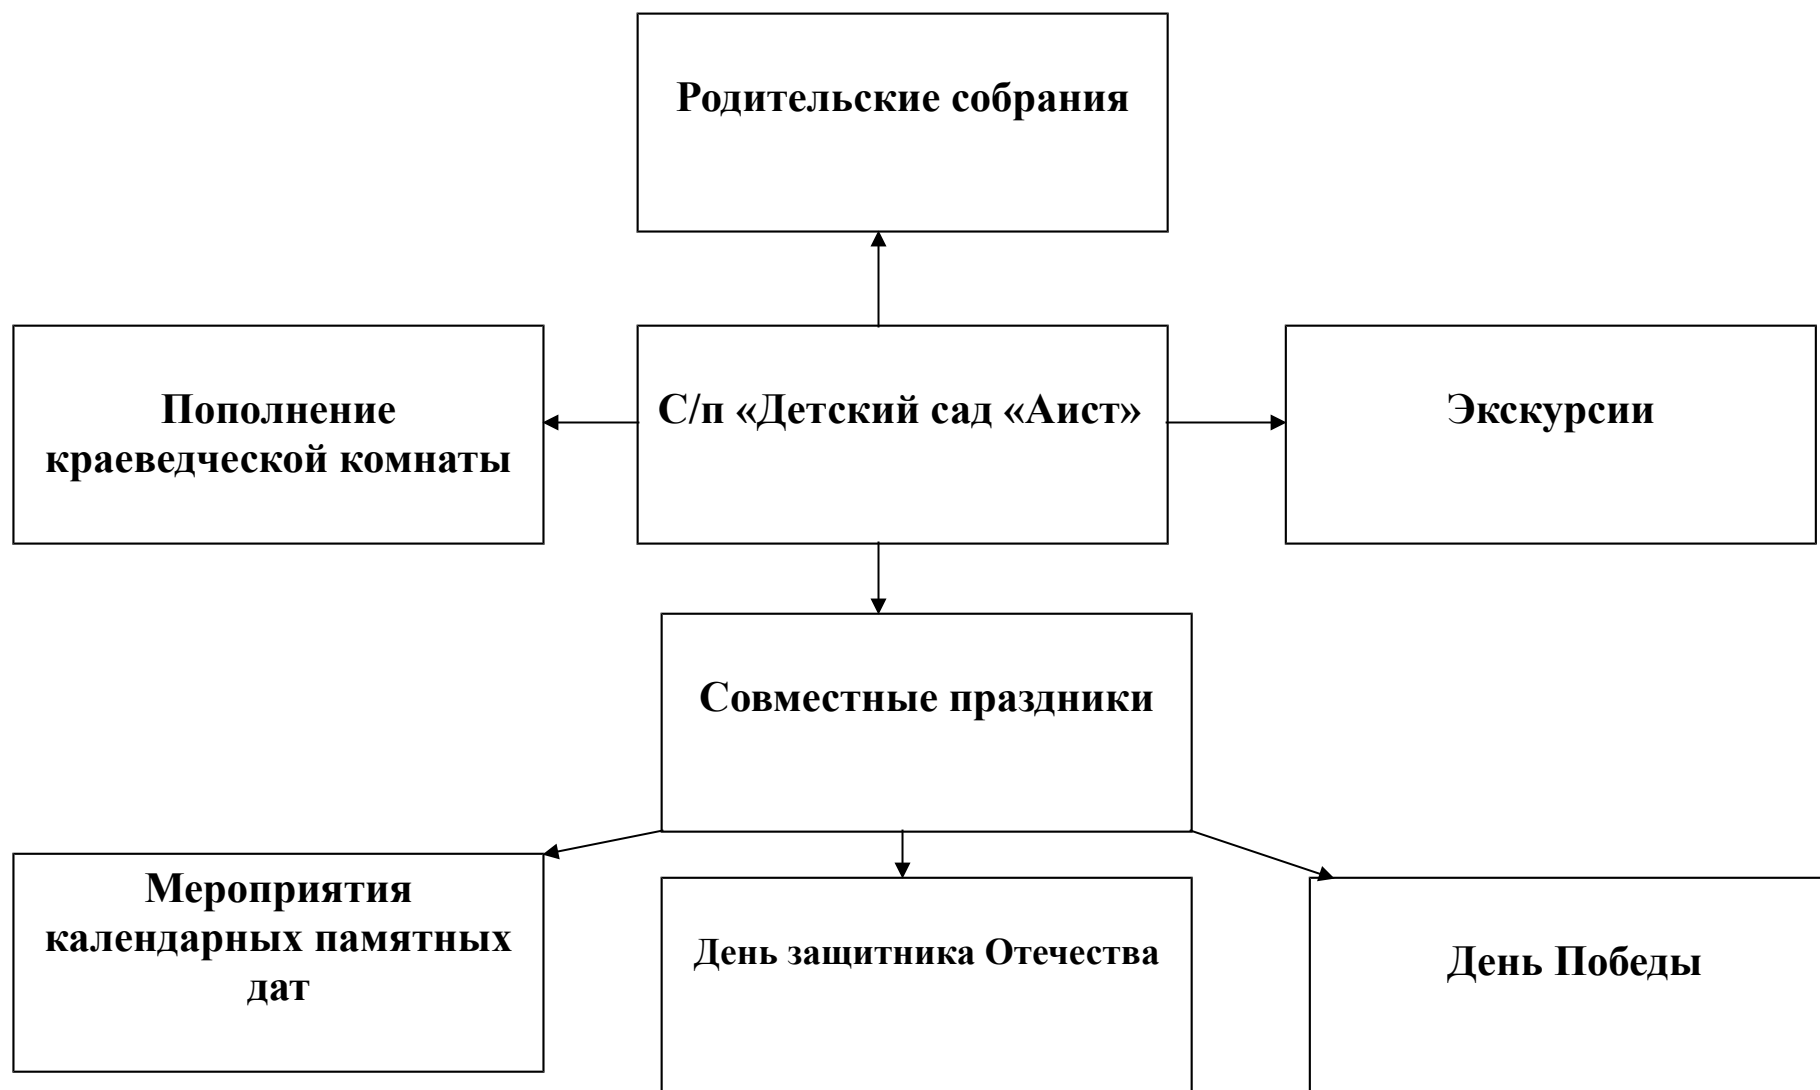 Родительские собрания
Пополнение
краеведческой комнаты
С/п «Детский сад «Аист»
Экскурсии
Совместные праздники
Мероприятия
календарных памятных
дат
День защитника Отечества
День Победы